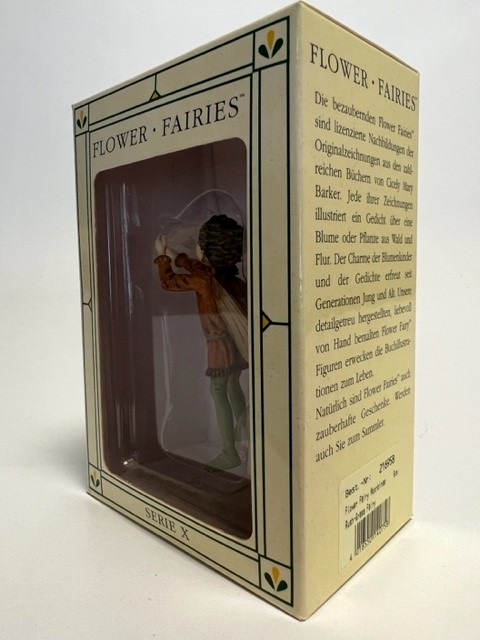 FLOWER · FAIRIES™
SERIE X
FLOWER · FAIRIES™
Die bezaubernden Flower Fairies™
sind lizenzierte Nachbildungen der
Originalzeichnungen aus den zahl-
reichen Büchern von Cicely Mary
Barker. Jede ihrer Zeichnungen
illustriert ein Gedicht über eine
Blume oder Pflanze aus Wald und
Flur. Der Charme der Blumenkinder
und der Gedichte erfreut seit
Generationen Jung und Alt. Unsere
detailgetreu hergestellten, liebevoll
von Hand bemalten Flower Fairy™
Figuren erwecken die Buchillustra-
tionen zum Leben.
Natürlich sind Flower Fairies™ auch
zauberhafte Geschenke. Werden
auch Sie zum Sammler.
Best.-Nr:
Flower Fairy
Fairy